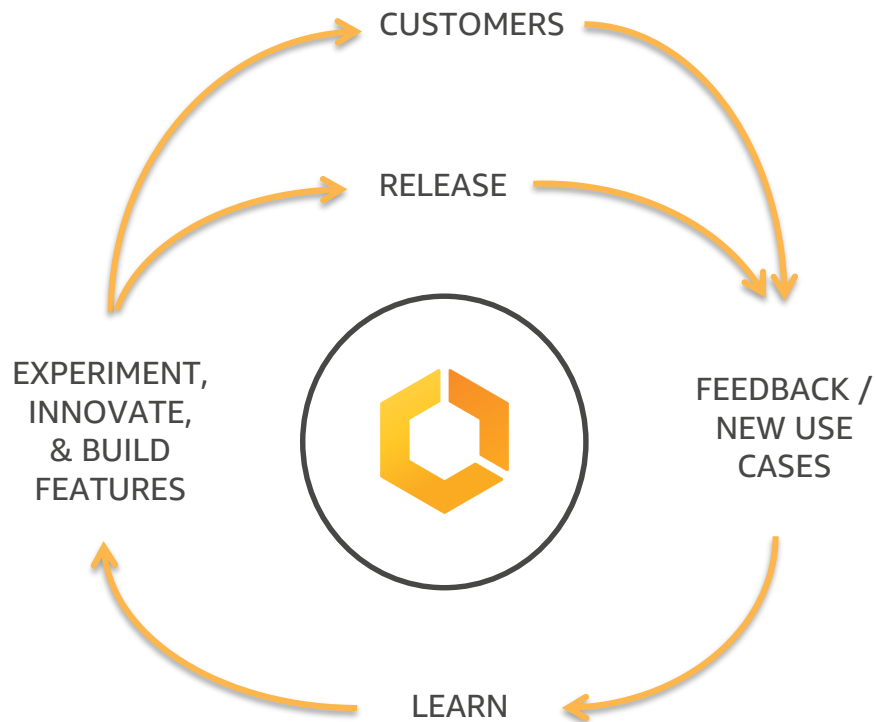 CUSTOMERS
RELEASE
EXPERIMENT,
INNOVATE,
& BUILD
FEATURES
FEEDBACK /
NEW USE
CASES
LEARN